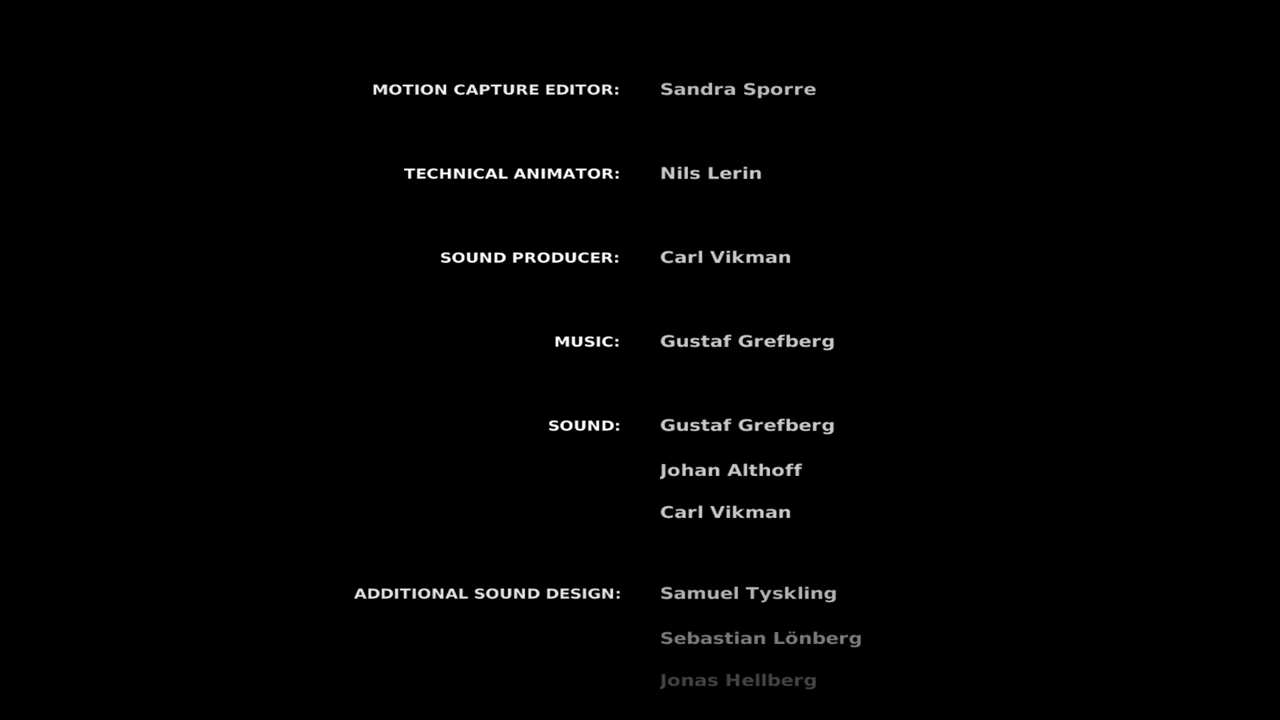 MOTION CAPTURE EDITOR: Sandra Sporre
TECHNICAL ANIMATOR: Nils Lerin
SOUND PRODUCER: Carl Vikman
MUSIC: Gustaf Grefberg
SOUND: Gustaf Grefberg
Johan Althoff
Carl Vikman
ADDITIONAL SOUND DESIGN: Samuel Tyskling
Sebastian Lönberg
Jonas Hellberg